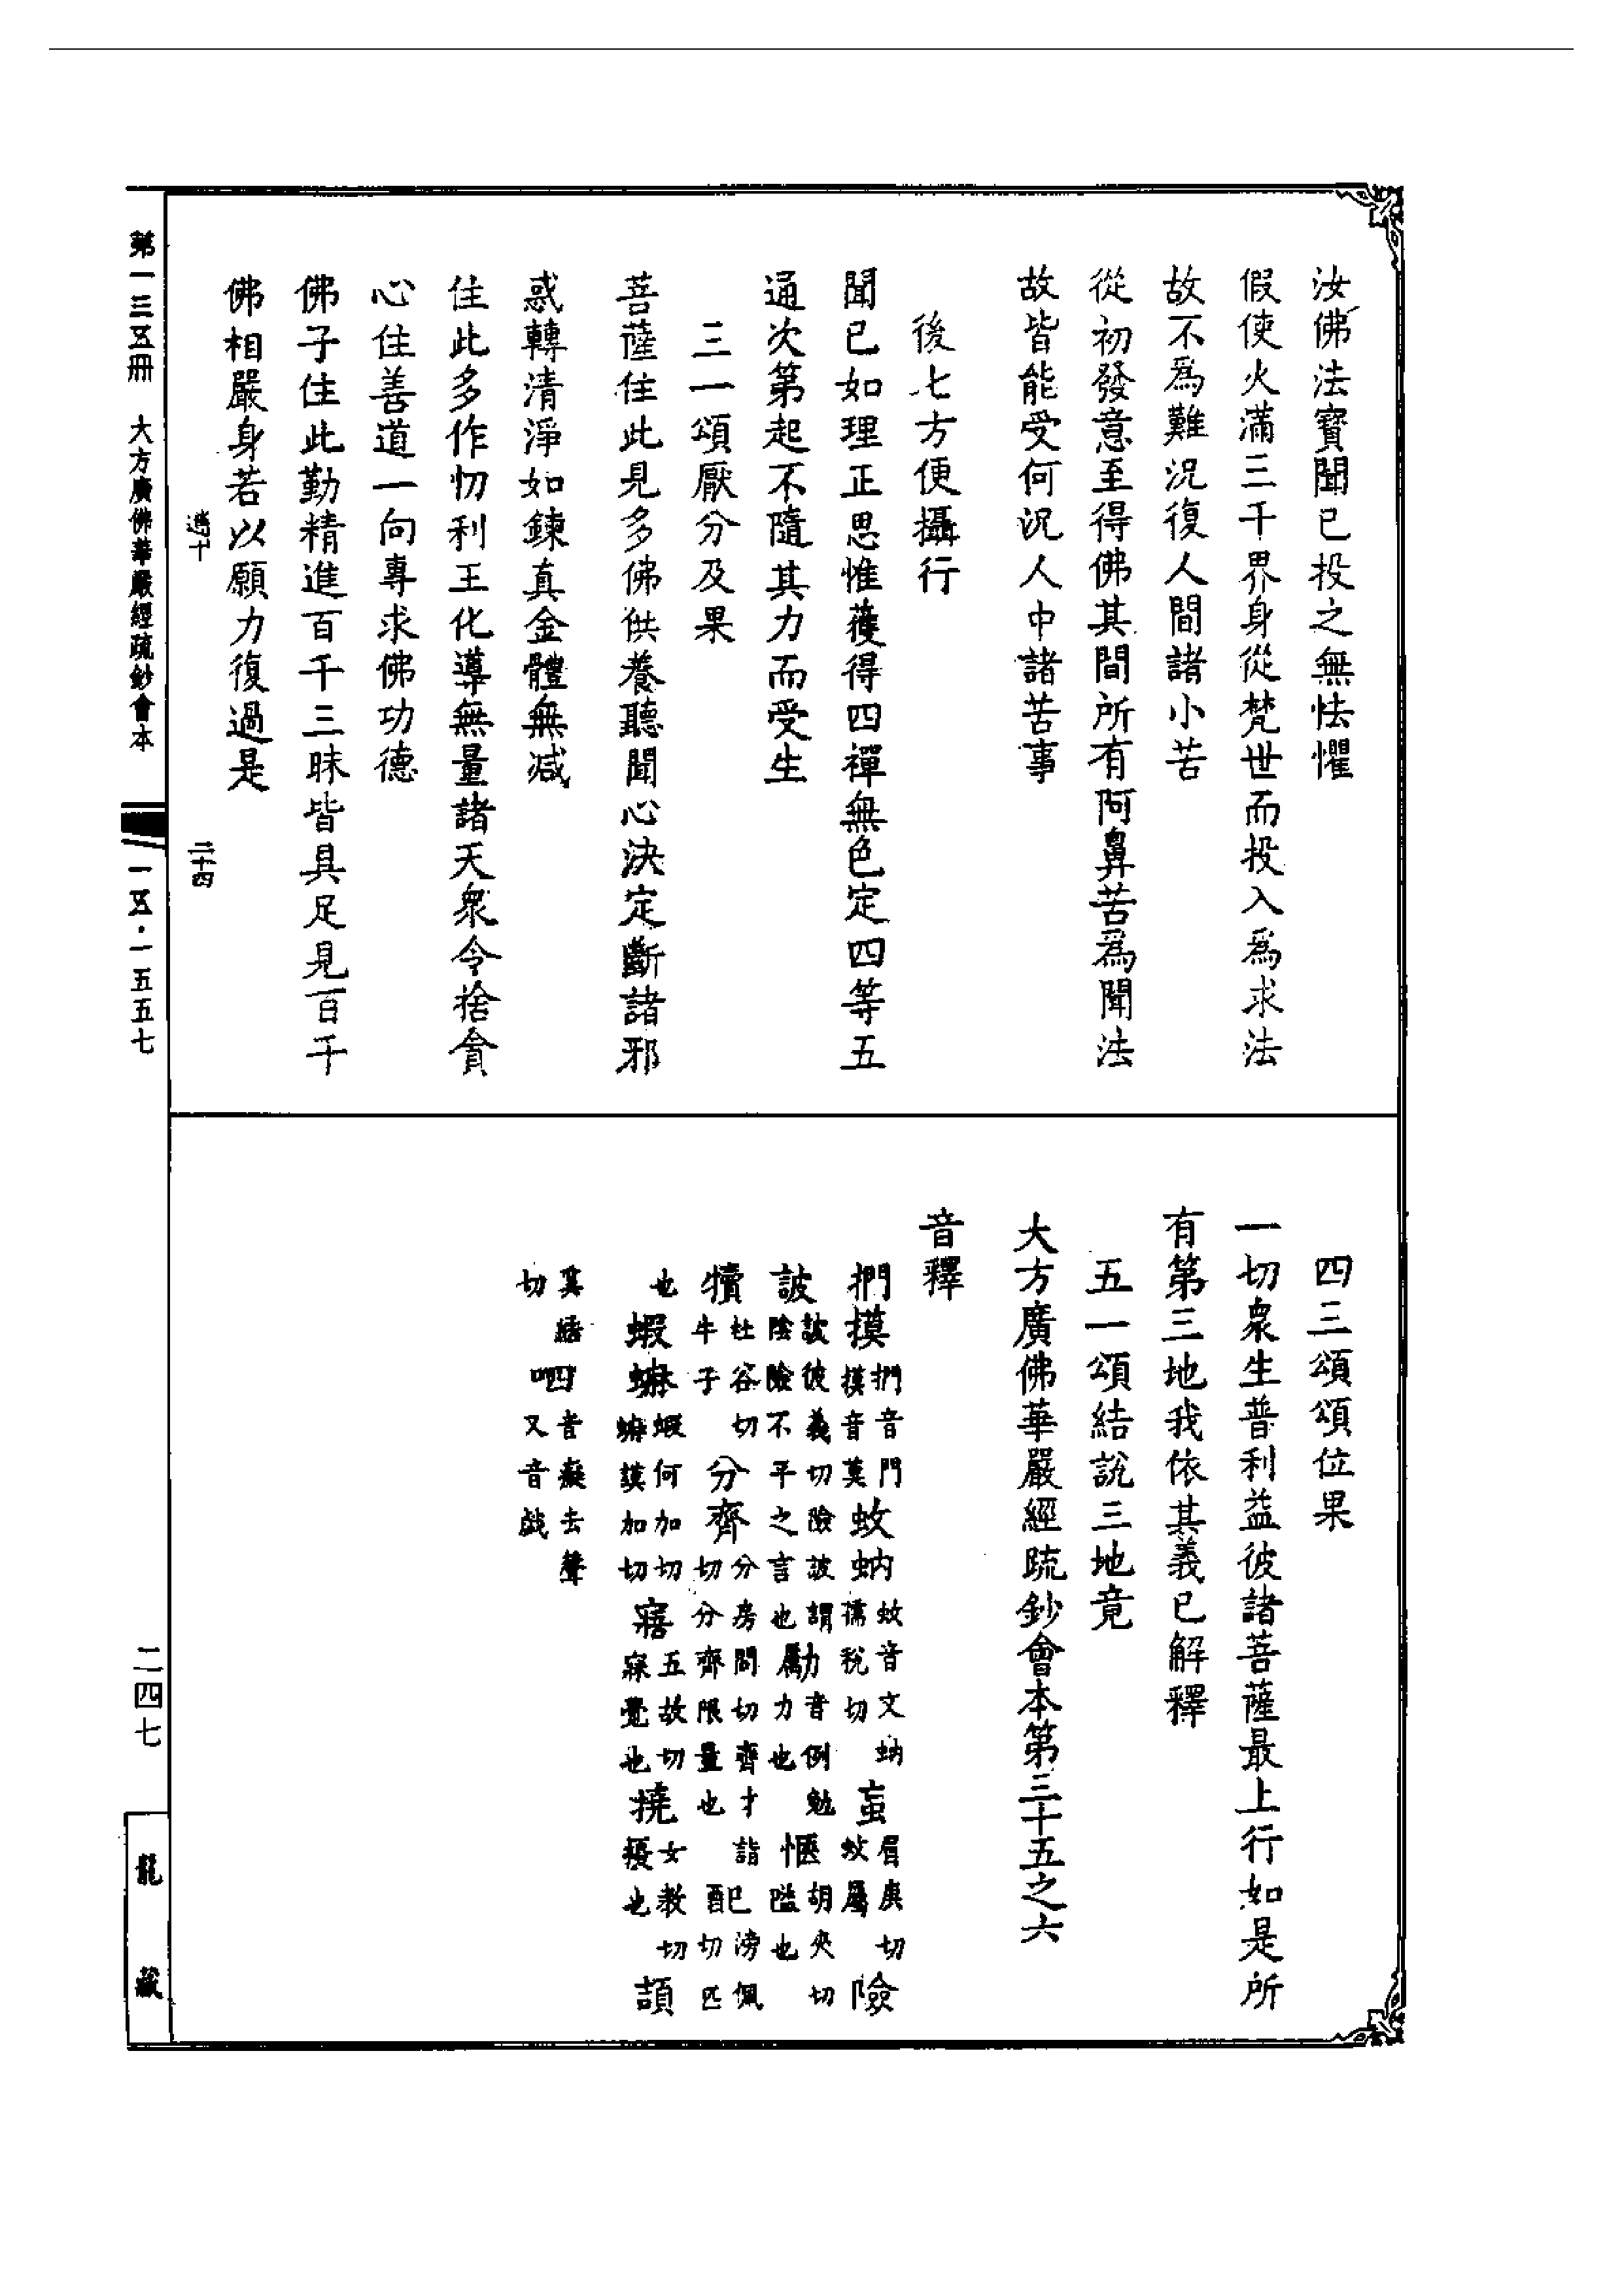 汝佛法寶聞已投之無怯懼
假使火滿三千界身從梵世而投入為求法
故不為難況復人間諸小苦
從初發意至得佛其間所有阿鼻苦為聞法
故皆能受何況人中諸苦事
後七方便攝行
聞已如理正思惟獲得四禪無色定四等五
通次第起不隨其力而受生
三一頌厭分及果
菩薩住此見多佛供養聽聞心決定斷諸邪
惑轉清淨如鍊真金體無減
住此多作忉利王化導無量諸天眾令捨貪
心住善道一向專求佛功德
佛子住此勤精進百千三昧皆具足見百千
佛相嚴身若以願力復過是
二十四
第一三五冊 大方廣佛華嚴經疏鈔會本
一五·一五五七
四三頌頌位果
一切眾生普利益彼諸菩薩最上行如是所
有第三地我依其義已解釋
五一頌結說三地竟
大方廣佛華嚴經疏鈔會本第三十五之六
音釋
捫摸捫音門摸音莫蚊蚋蚊音文蚋儒稅切䖟眉庚切蚊屬險
詖詖彼義切險詖謂險不平之言也勵力音例勉力也愜胡夾切
犢杜谷切牛子分齊分房問切齊才詣切分齊限量也
也蝦蟆蝦何加切蟆謨加切寤五故切寐覺也撓女教切擾也頡
切又音戲
二四七
龍藏